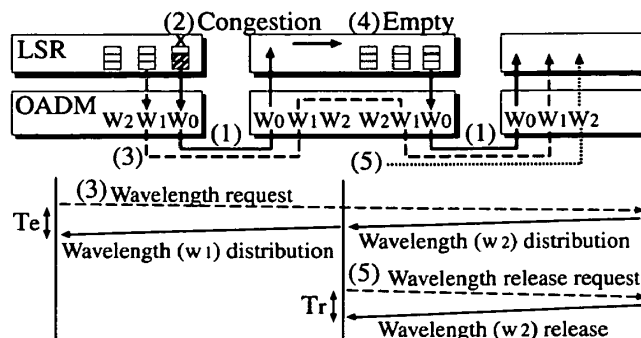 (2) Congestion (4) Empty
LSR
OADM W2 W1 W0 (1) W0 W1 W2 W2 W1 W0 (1) W0 W1 W2
(3) (5)
(3) Wavelength request
Te
Wavelength (w1) distribution Wavelength (w2) distribution
(5) Wavelength release request
Tr
Wavelength (w2) release